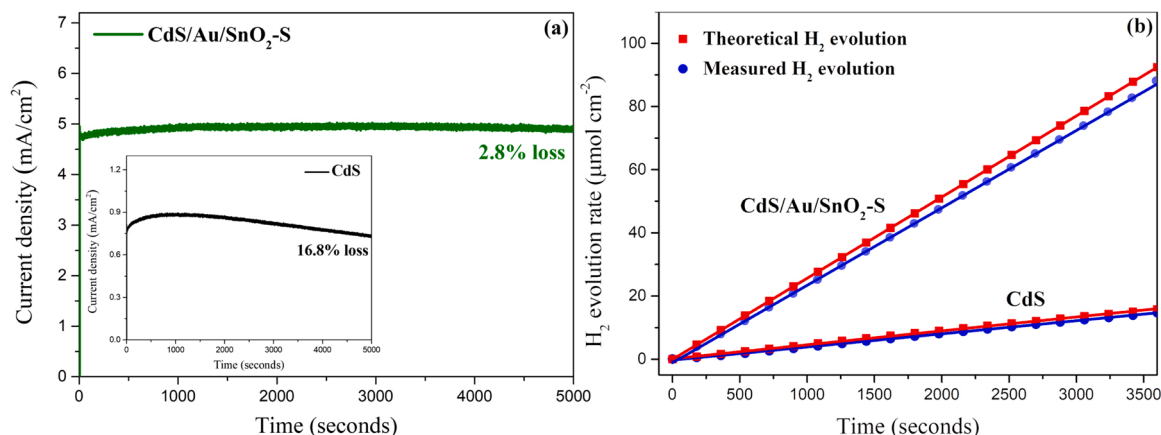 (a)
CdS/Au/SnO₂-S
7
6
5
4
3
2
1
0
Current density (mA/cm²)
2.8% loss
CdS
1.2
0.9
0.6
0.3
0.0
Current density (mA/cm²)
16.8% loss
0 1000 2000 3000 4000 5000
Time (seconds)
0 1000 2000 3000 4000 5000
Time (seconds)
(b)
Theoretical H₂ evolution
Measured H₂ evolution
100
80
60
40
20
0
H₂ evolution rate (μmol cm⁻²)
CdS/Au/SnO₂-S
CdS
0 500 1000 1500 2000 2500 3000 3500
Time (seconds)